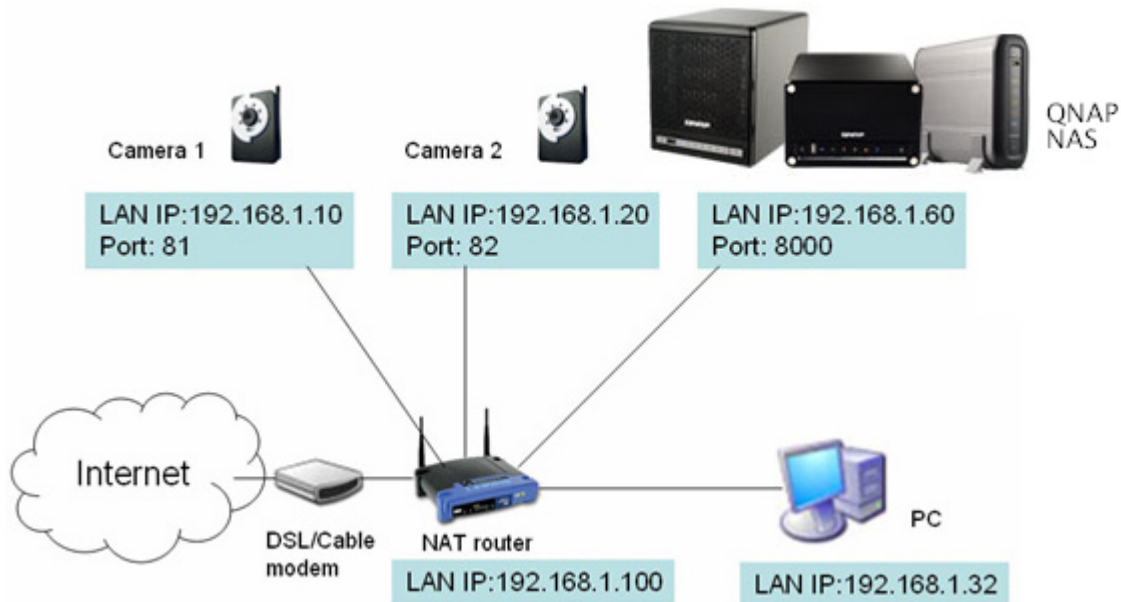 Camera 1
Camera 2
QNAP
NAS
LAN IP:192.168.1.10
Port: 81
LAN IP:192.168.1.20
Port: 82
LAN IP:192.168.1.60
Port: 8000
Internet
DSL/Cable
modem
NAT router
LAN IP:192.168.1.100
PC
LAN IP:192.168.1.32
QNAP